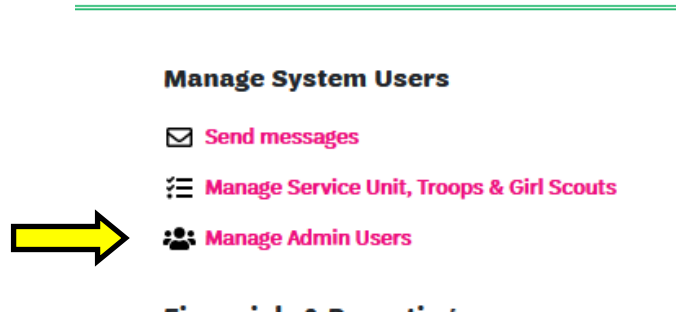 Manage System Users
Send messages
Manage Service Unit, Troops & Girl Scouts
Manage Admin Users